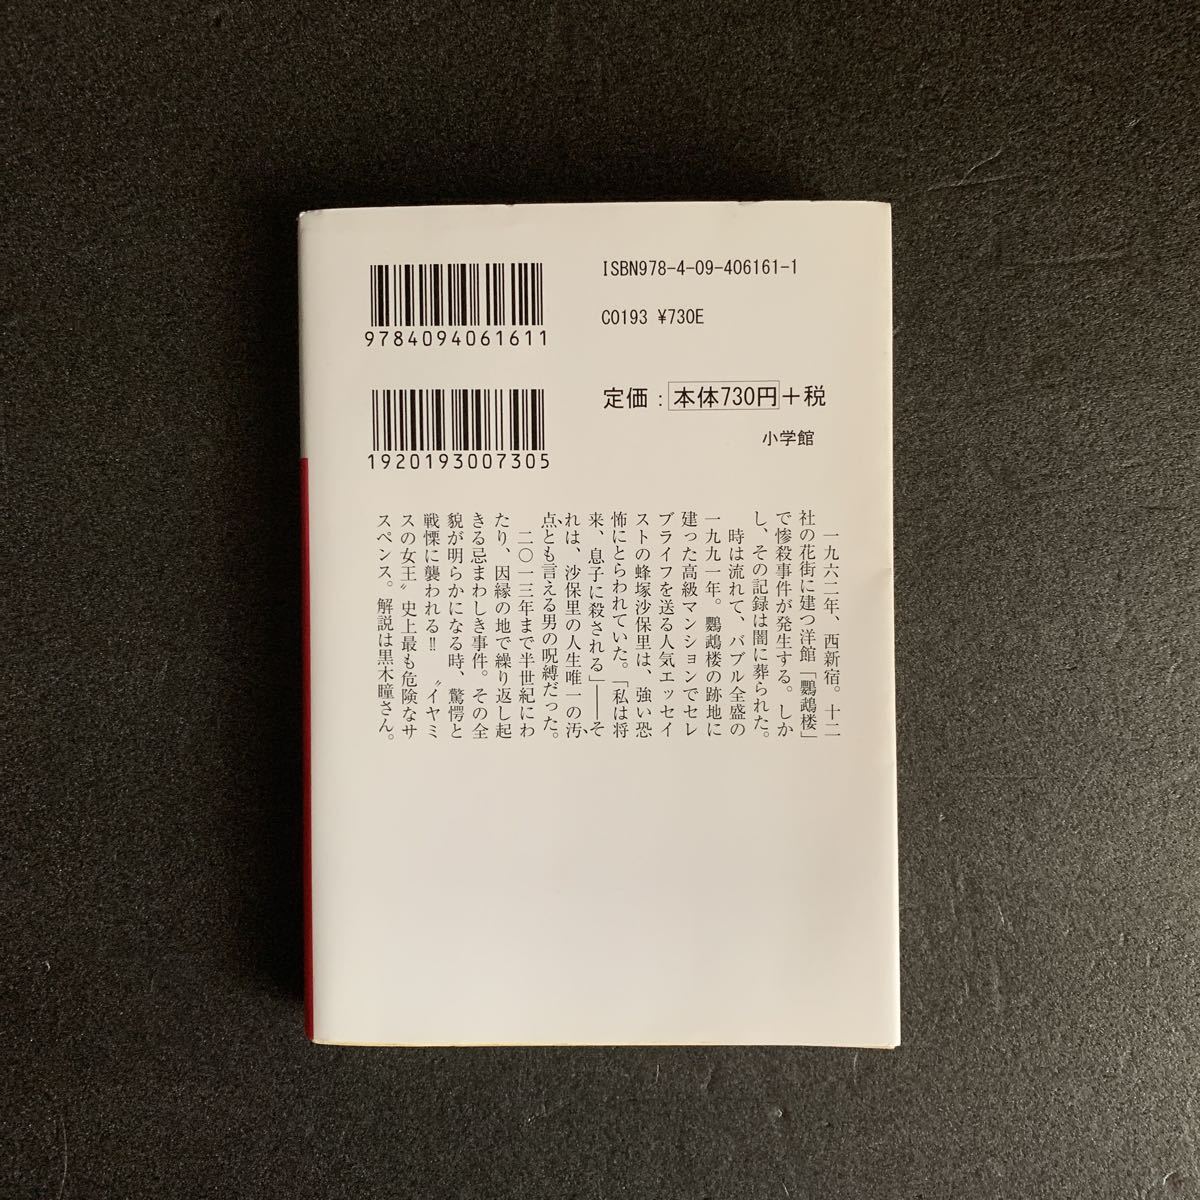 ISBN978-4-09-406161-1
C0193 ¥730E
9784094061611
定価：本体730円＋税
小学館
1920193007305
一九六二年、西新宿。十二
社の花街に建つ洋館「鸚鵡楼」
で惨殺事件が発生する。しか
し、その記録は闇に葬られた。
時は流れて、バブル全盛の
一九九一年。鸚鵡楼の跡地に
建った高級マンションでセレ
ブライフを送る人気エッセイ
ストの蜂塚沙保里は、強い恐
怖にとらわれていた。「私は将
来、息子に殺される」――そ
れは、沙保里の人生唯一の汚
点とも言える男の呪縛だった。
二〇一三年まで半世紀にわ
たり、因縁の地で繰り返し起
きる忌まわしき事件。その全
貌が明らかになる時、驚愕と
戦慄に襲われる!! 〝イヤミ
スの女王〟史上最も危険なサ
スペンス。解説は黒木瞳さん。